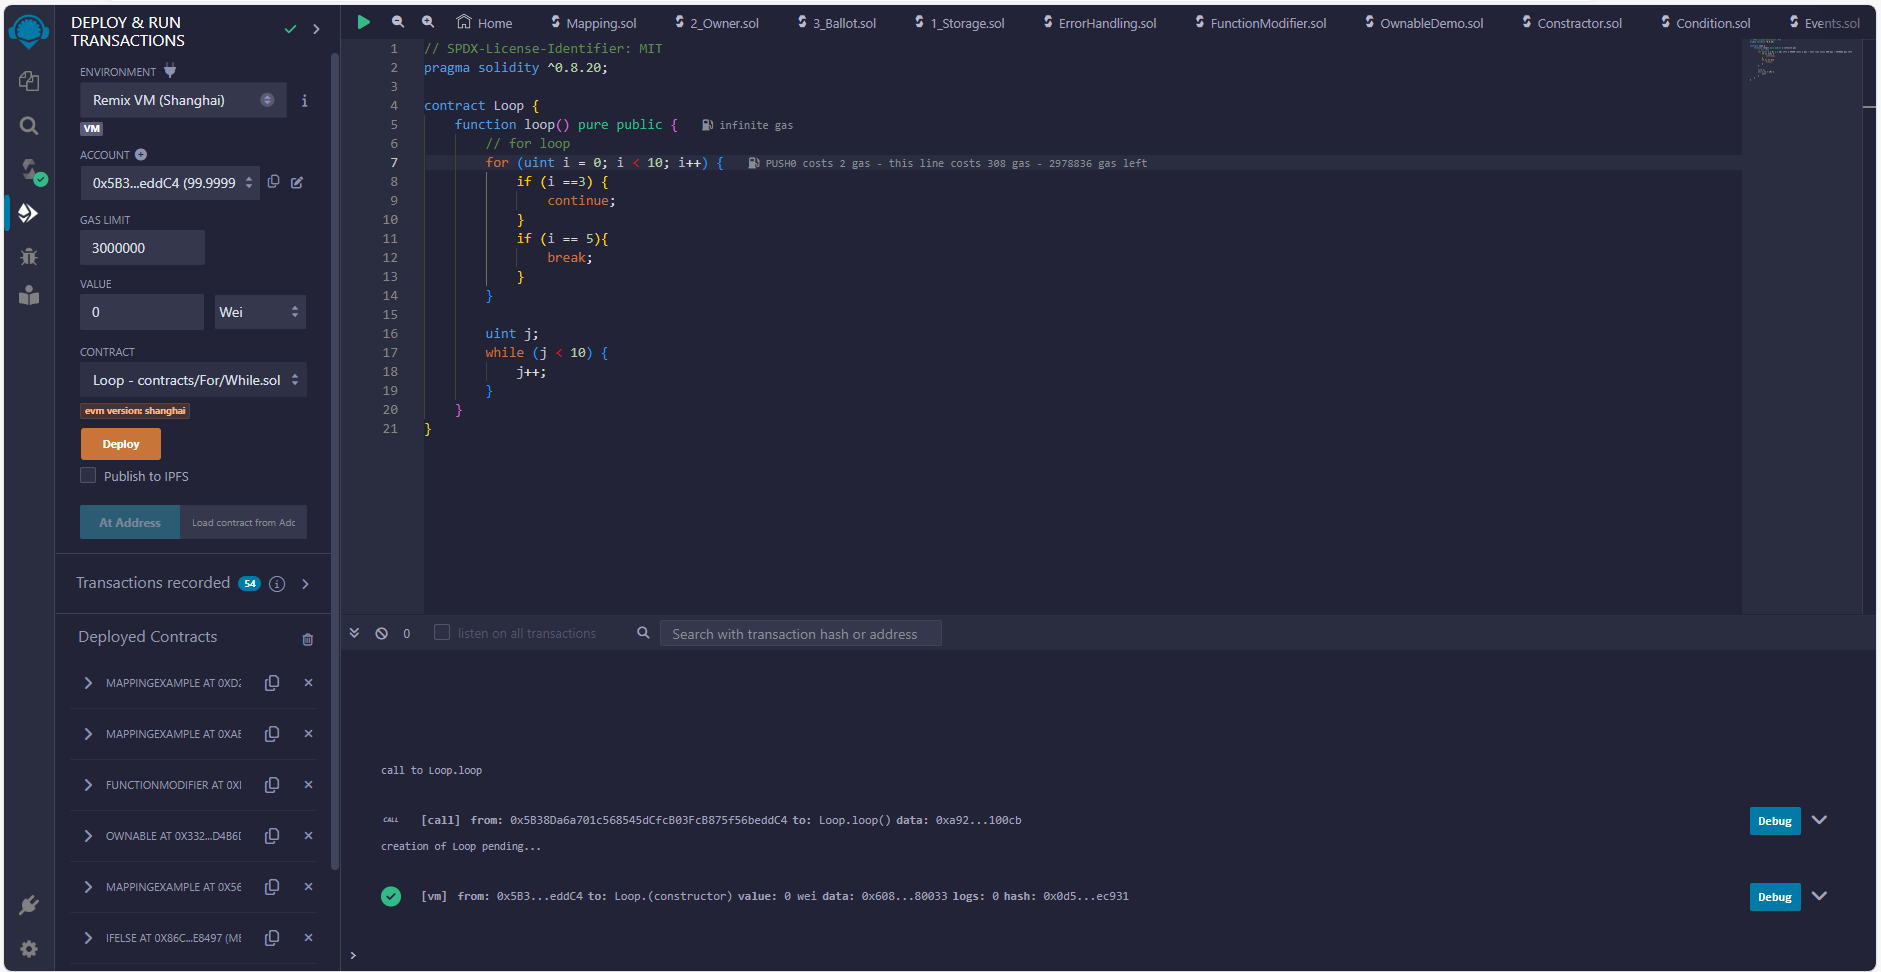 DEPLOY & RUN
TRANSACTIONS
ENVIRONMENT
Remix VM (Shanghai)
VM
ACCOUNT
0x5B3...eddC4 (99.9999
GAS LIMIT
3000000
VALUE
0
Wei
CONTRACT
Loop - contracts/For/While.sol
evm version: shanghai
Deploy
Publish to IPFS
At Address
Load contract from Adc
Transactions recorded 54
Deployed Contracts
MAPPINGEXAMPLE AT 0XD2
MAPPINGEXAMPLE AT 0XAE
FUNCTIONMODIFIER AT 0XI
OWNABLE AT 0X332...D4B6I
MAPPINGEXAMPLE AT 0X56
IFELSE AT 0X86C...E8497 (ME
Home Mapping.sol 2_Owner.sol 3_Ballot.sol 1_Storage.sol ErrorHandling.sol FunctionModifier.sol OwnableDemo.sol Constractor.sol Condition.sol Events.sol
1 // SPDX-License-Identifier: MIT
2 pragma solidity ^0.8.20;
3
4 contract Loop {
5 function loop() pure public { infinite gas
6 // for loop
7 for (uint i = 0; i < 10; i++) { PUSH0 costs 2 gas - this line costs 308 gas - 2978836 gas left
8 if (i ==3) {
9 continue;
10 }
11 if (i == 5){
12 break;
13 }
14 }
15
16 uint j;
17 while (j < 10) {
18 j++;
19 }
20 }
21 }
0 listen on all transactions Search with transaction hash or address
call to Loop.loop
CALL [call] from: 0x5B38Da6a701c568545dCfcB03FcB875f56beddC4 to: Loop.loop() data: 0xa92...100cb Debug
creation of Loop pending...
[vm] from: 0x5B3...eddC4 to: Loop.(constructor) value: 0 wei data: 0x608...80033 logs: 0 hash: 0x0d5...ec931 Debug
>